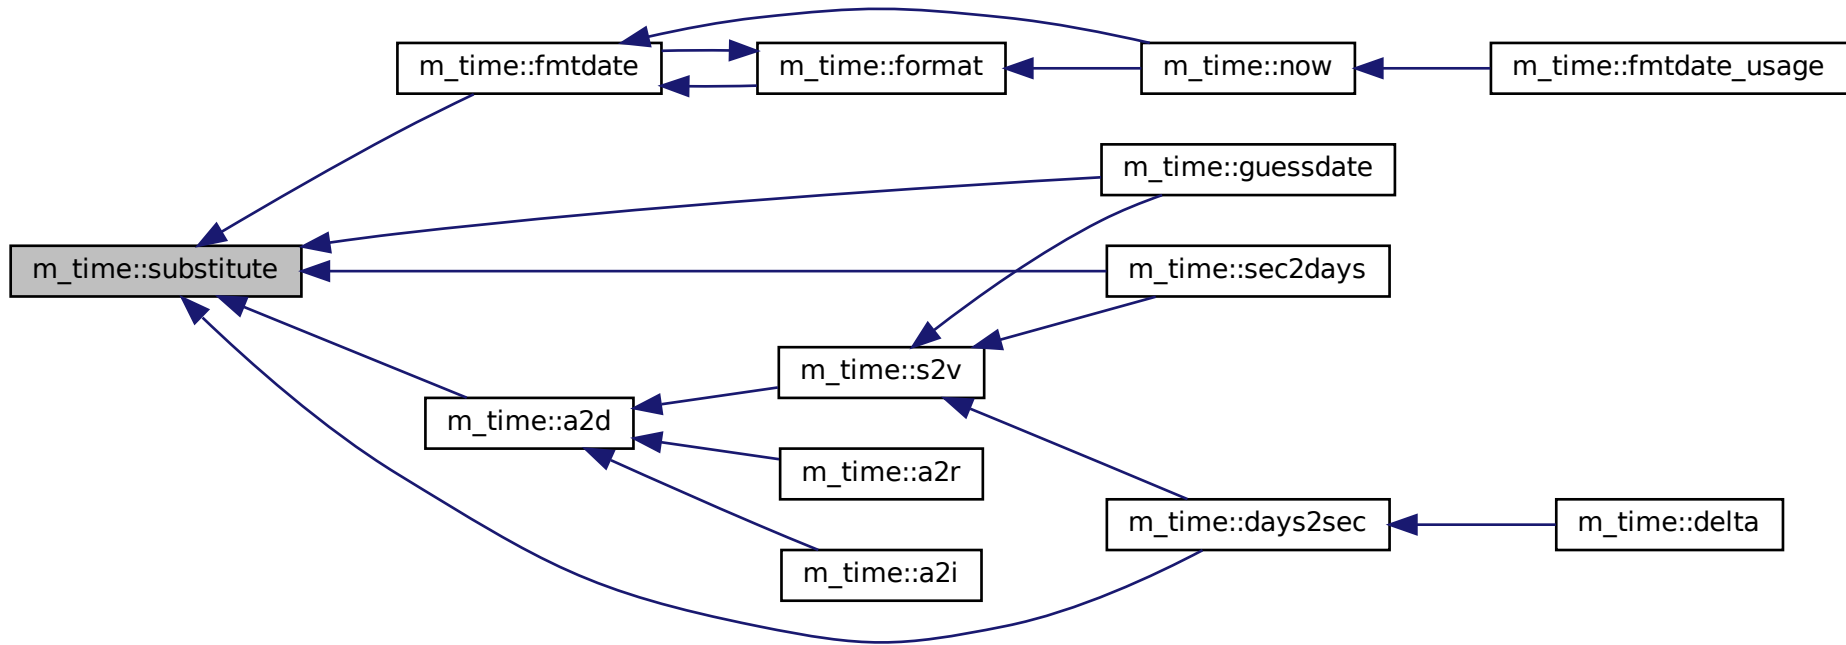 m_time::fmtdate
m_time::format
m_time::now
m_time::fmtdate_usage
m_time::guessdate
m_time::substitute
m_time::sec2days
m_time::s2v
m_time::a2d
m_time::a2r
m_time::days2sec
m_time::delta
m_time::a2i